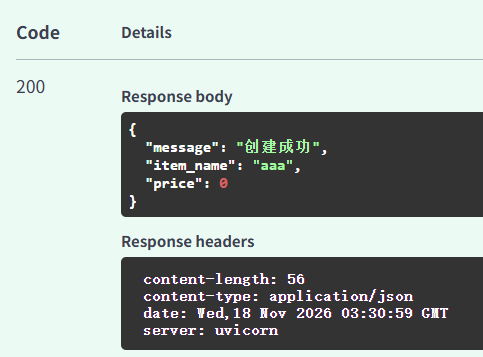 Code Details
200
Response body
{
"message": "创建成功",
"item_name": "aaa",
"price": 0
}
Response headers
content-length: 56
content-type: application/json
date: Wed,18 Nov 2026 03:30:59 GMT
server: uvicorn